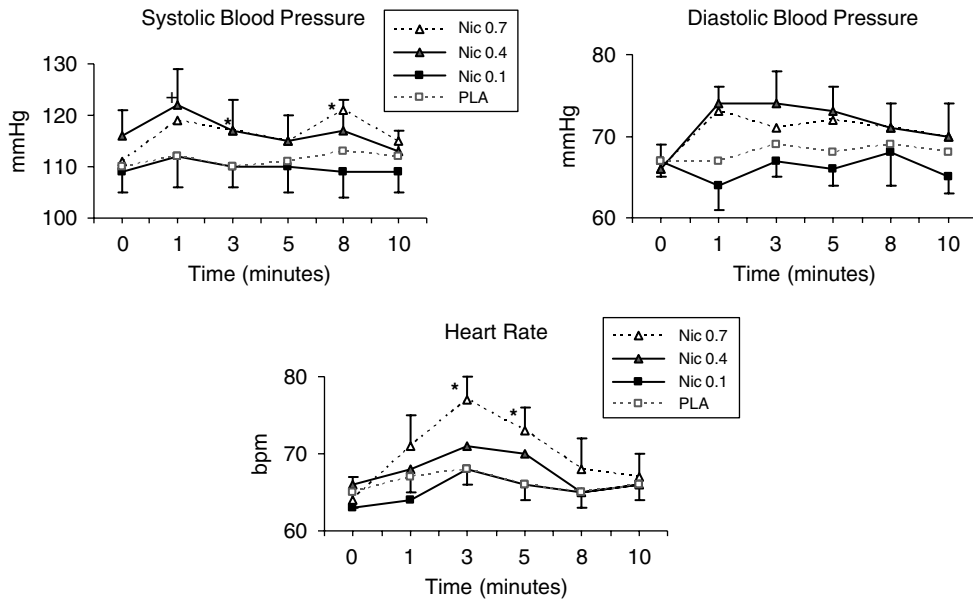 Systolic Blood Pressure
Nic 0.7
Nic 0.4
Nic 0.1
PLA
mmHg
130
120
110
100
+
*
*
0 1 3 5 8 10
Time (minutes)
Diastolic Blood Pressure
mmHg
80
70
60
0 1 3 5 8 10
Time (minutes)
Heart Rate
Nic 0.7
Nic 0.4
Nic 0.1
PLA
bpm
80
70
60
*
*
0 1 3 5 8 10
Time (minutes)